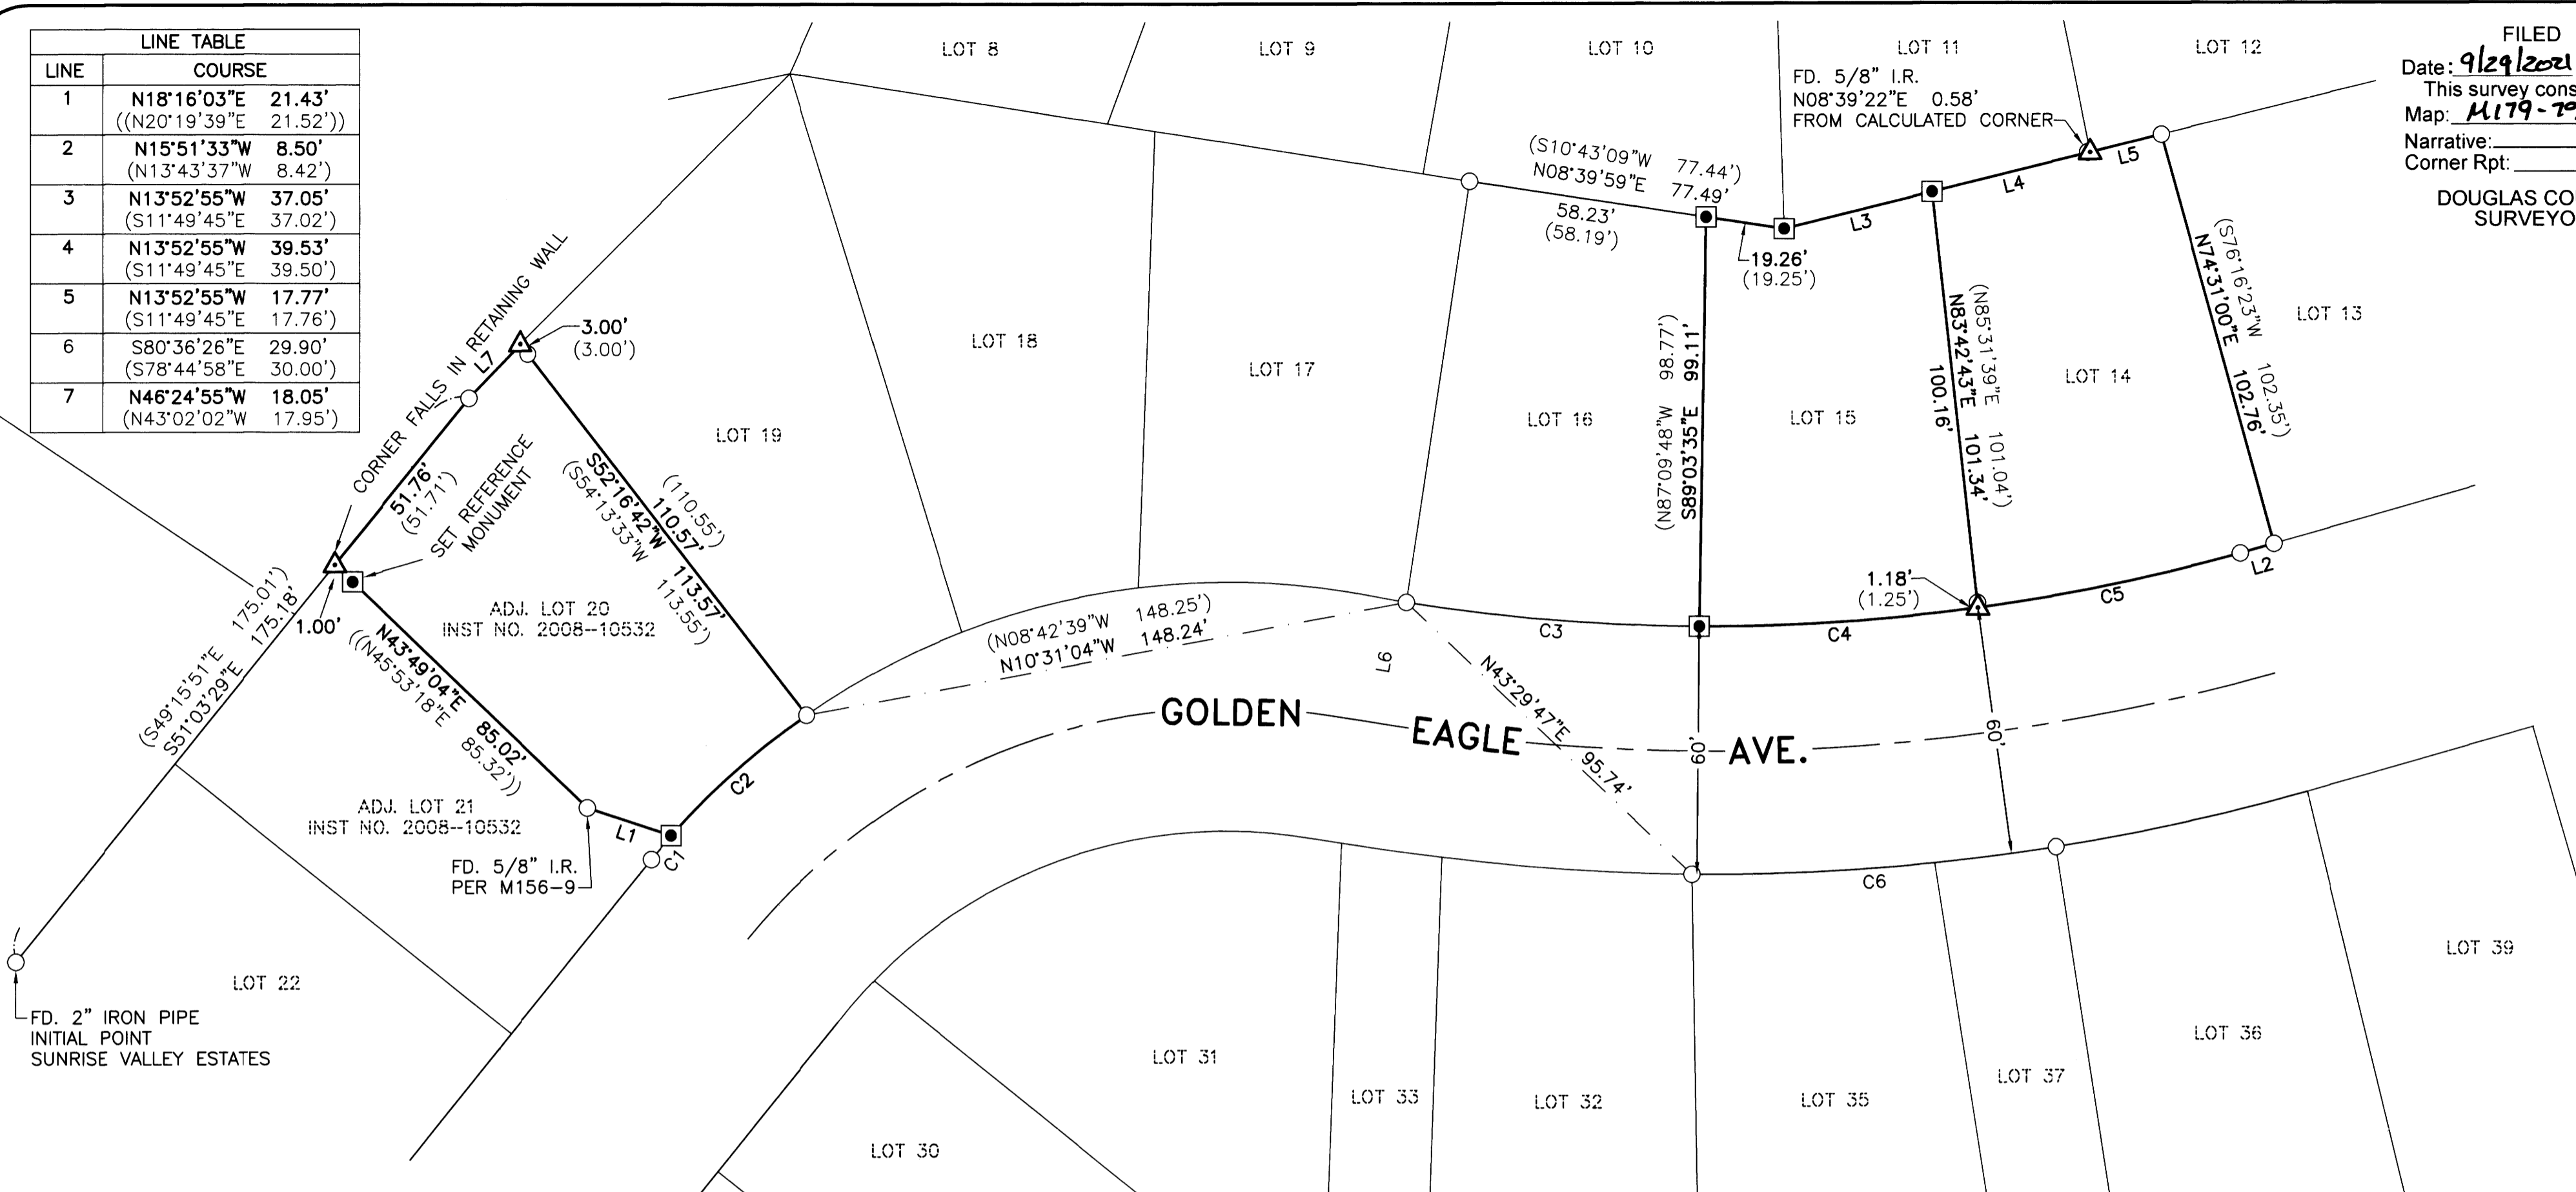 LINE TABLE
LINE COURSE
1 N18°16'03"E 21.43'
((N20°19'39"E 21.52'))
2 N15°51'33"W 8.50'
(N13°43'37"W 8.42')
3 N13°52'55"W 37.05'
(S11°49'45"E 37.02')
4 N13°52'55"W 39.53'
(S11°49'45"E 39.50')
5 N13°52'55"W 17.77'
(S11°49'45"E 17.76')
6 S80°36'26"E 29.90'
(S78°44'58"E 30.00')
7 N46°24'55"W 18.05'
(N43°02'02"W 17.95')
LOT 8
LOT 9
LOT 10
LOT 11
LOT 12
FILED
Date: 9/29/2021
This survey cons
Map: M179-79
Narrative:
Corner Rpt:
DOUGLAS CO
SURVEYO
FD. 5/8" I.R.
N08°39'22"E 0.58'
FROM CALCULATED CORNER
(S10°43'09"W 77.44')
N08°39'59"E 77.49'
58.23'
(58.19')
19.26'
(19.25')
L3
L4
L5
CORNER FALLS IN RETAINING WALL
L7
3.00'
(3.00')
51.76'
(51.71')
SET REFERENCE
MONUMENT
(110.55')
110.57'
S52°16'42"W 113.57'
(S54°13'33"W 113.55')
LOT 19
LOT 18
LOT 17
LOT 16
(N87°09'48"W 98.77')
S89°03'35"E 99.11'
LOT 15
(N85°31'39"E 101.04')
N83°42'43"E 101.34'
100.16'
LOT 14
(S76°16'23"W 102.35')
N74°31'00"E 102.76'
LOT 13
(S49°15'51"E 175.01')
S51°03'29"E 175.18'
1.00'
ADJ. LOT 20
INST NO. 2008--10532
N43°49'04"E 85.02'
((N45°53'18"E 85.32'))
(N08°42'39"W 148.25')
N10°31'04"W 148.24'
L6
C3
C4
1.18'
(1.25')
C5
L2
N43°29'47"E 95.74'
60'
60'
GOLDEN EAGLE AVE.
C2
ADJ. LOT 21
INST NO. 2008--10532
L1
C1
FD. 5/8" I.R.
PER M156-9
C6
LOT 22
FD. 2" IRON PIPE
INITIAL POINT
SUNRISE VALLEY ESTATES
LOT 30
LOT 31
LOT 33
LOT 32
LOT 35
LOT 37
LOT 36
LOT 39